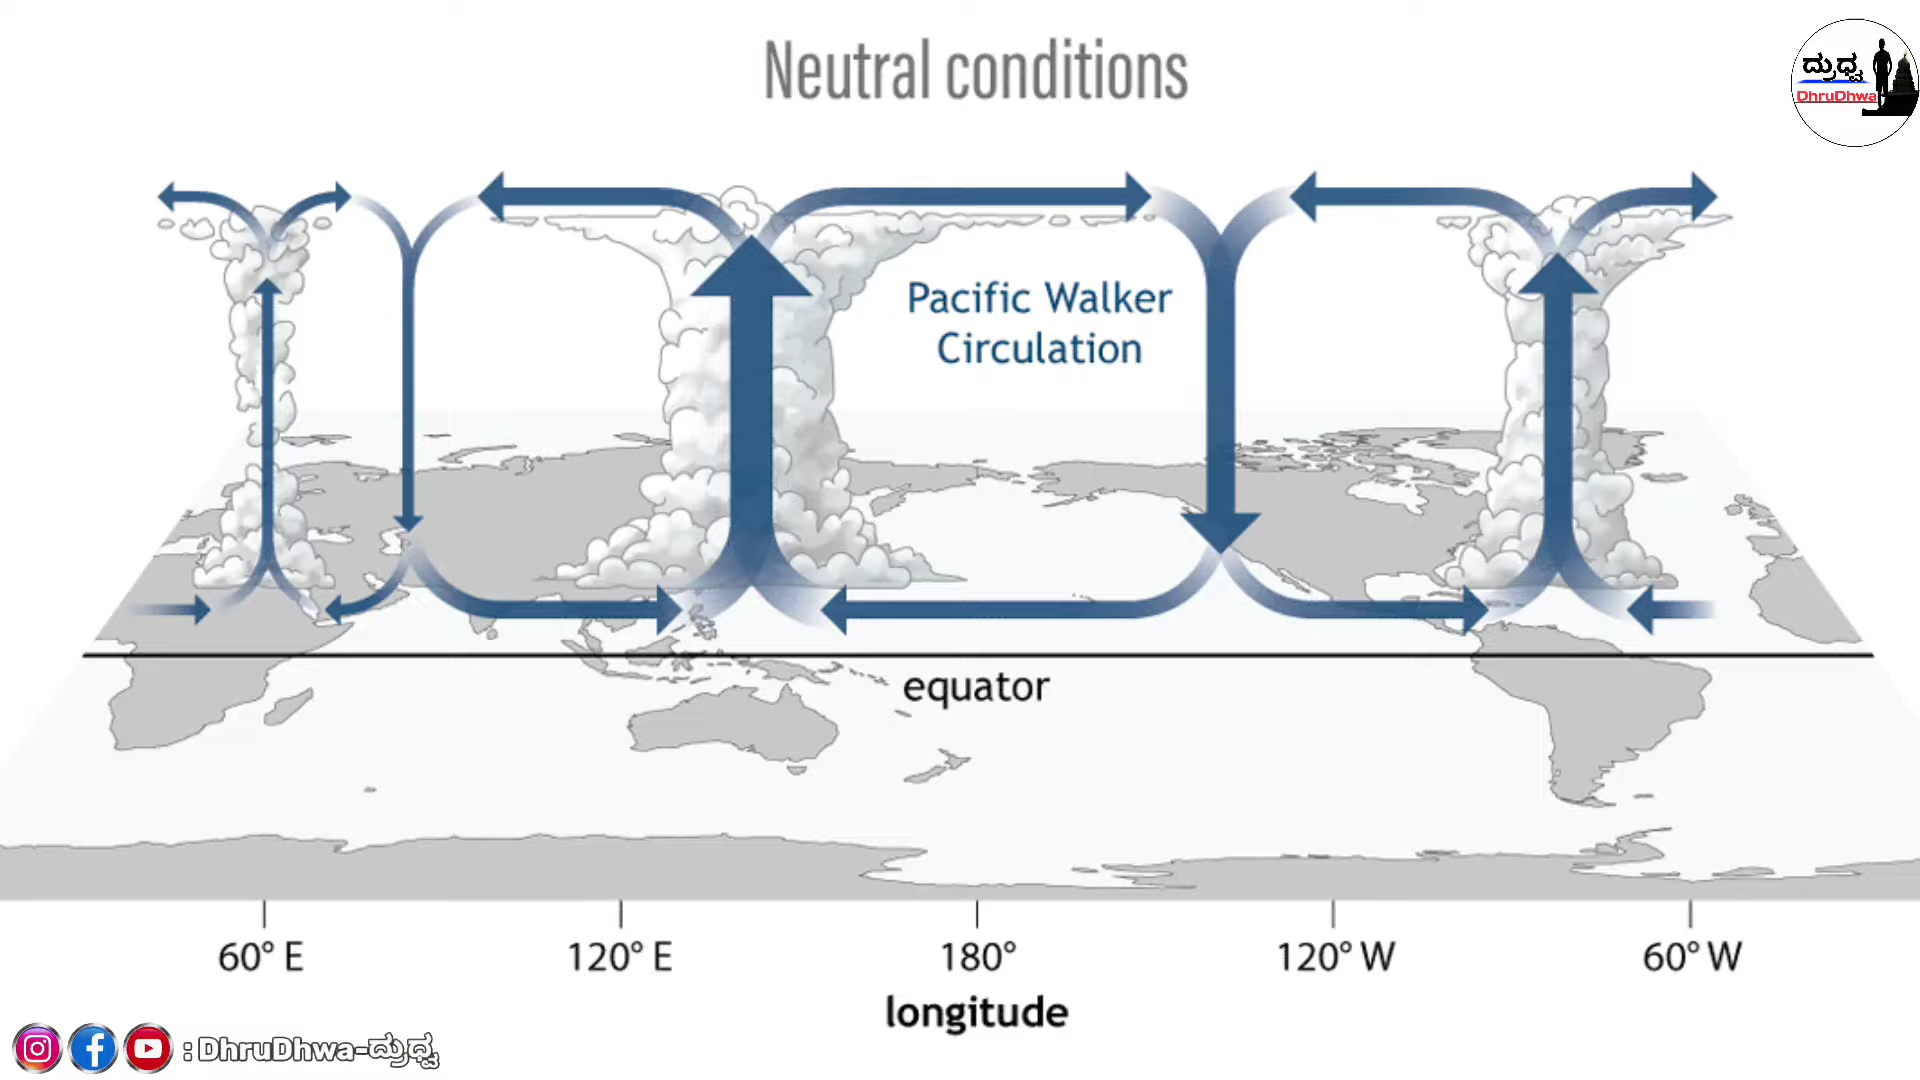 Neutral conditions
ದ್ರುಧ್ವ
DhruDhwa
Pacific Walker
Circulation
equator
60° E
120° E
180°
120° W
60° W
longitude
: DhruDhwa-ದ್ರುಧ್ವ